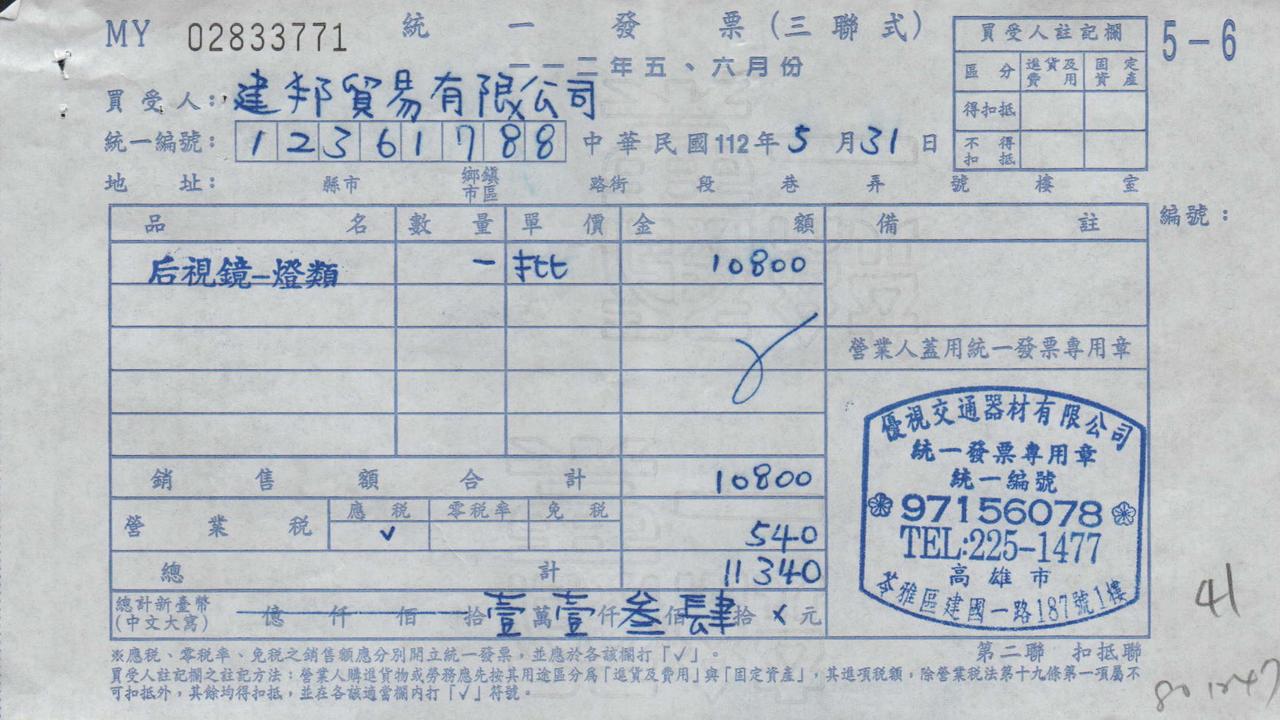 MY 02833771 統一發票(三聯式) 5-6
一一二年五、六月份
買受人註記欄
區分 進貨及費用 固定資產
得扣抵
不得扣抵
買受人: 建邦貿易有限公司
統一編號: 12361788 中華民國112年5月31日
地址: 縣市 鄉鎮市區 路街 段 巷 弄 號 樓 室
品名 數量 單價 金額 備註 編號:
后視鏡-燈類 一 批 10800
營業人蓋用統一發票專用章
銷售額合計 10800
營業稅 應稅 零稅率 免稅
✓ 540
總計 11340
總計新臺幣(中文大寫) 億 仟 佰 拾壹萬壹仟叁佰肆拾x元
優視交通器材有限公司
統一發票專用章
統一編號
97156078
TEL:225-1477
高雄市
苓雅區建國一路187號1樓
41
第二聯 扣抵聯
※應稅、零稅率、免稅之銷售額應分別開立統一發票,並應於各該欄打「✓」。
買受人註記欄之註記方法:營業人購進貨物或勞務應先按其用途區分為「進貨及費用」與「固定資產」,其進項稅額,除營業稅法第十九條第一項屬不
可扣抵外,其餘均得扣抵,並在各該適當欄內打「✓」符號。